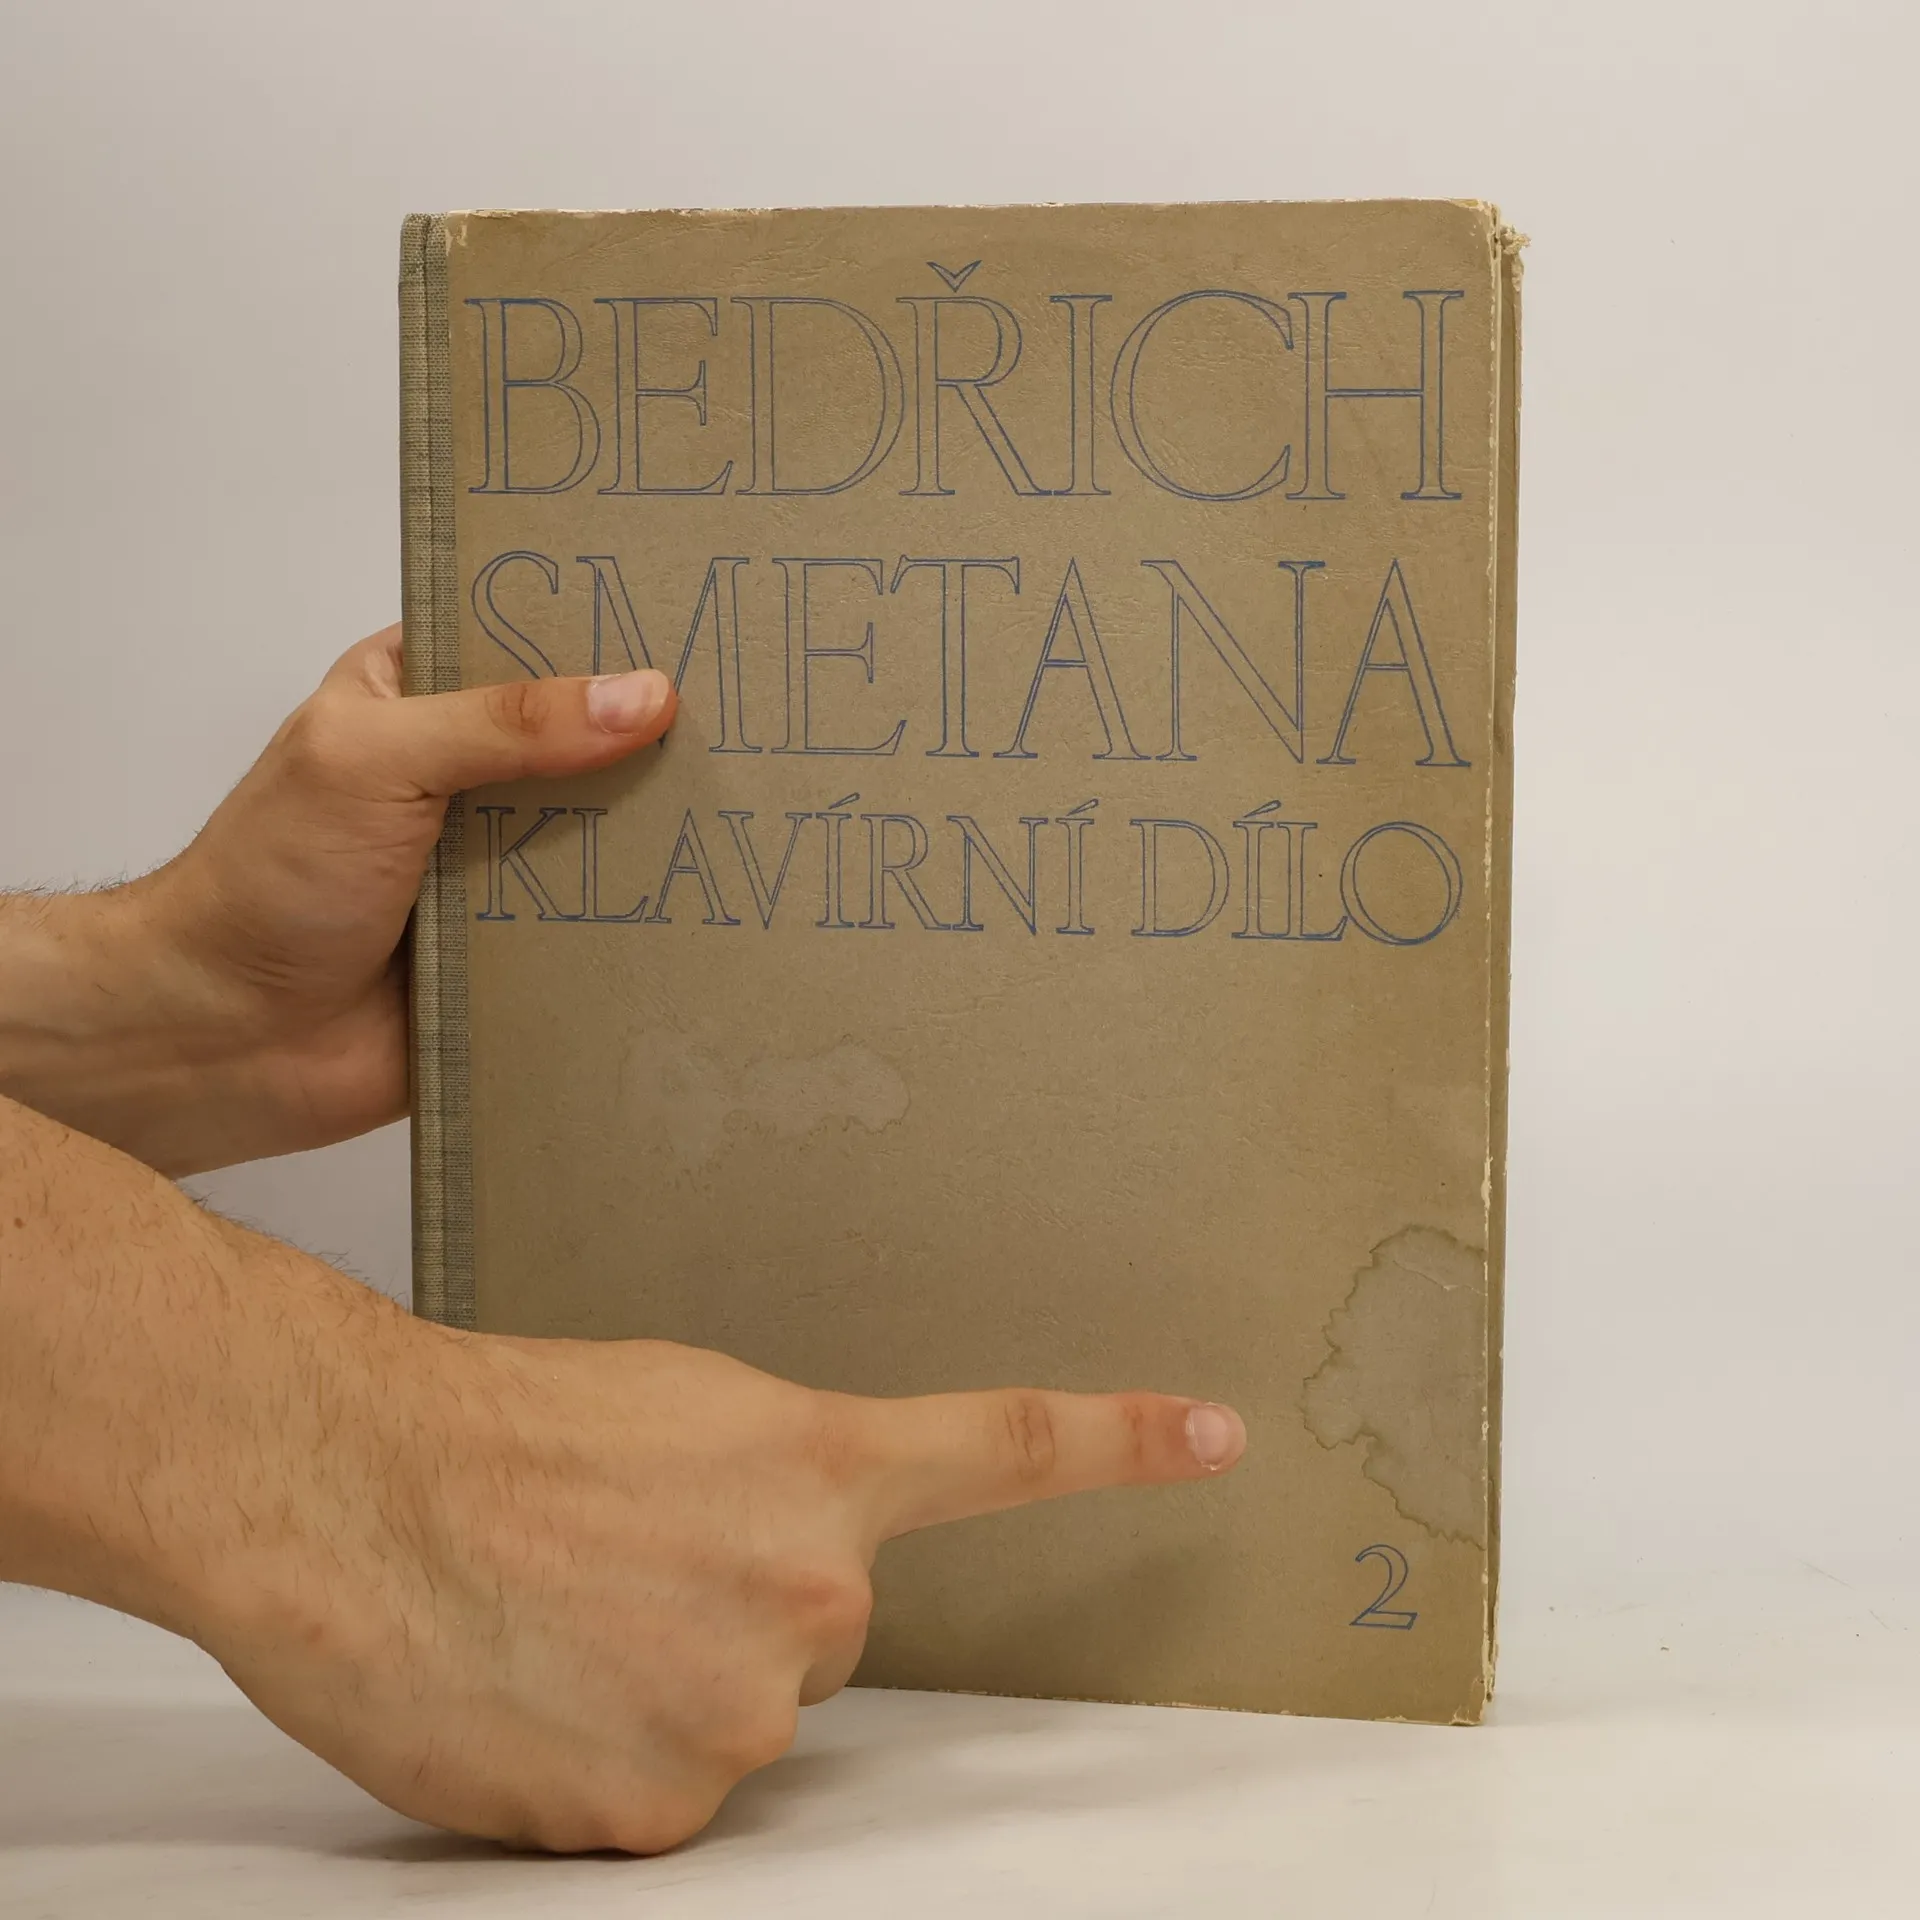 BEDŘICH
SMETANA
KLAVÍRNÍ DÍLO
2